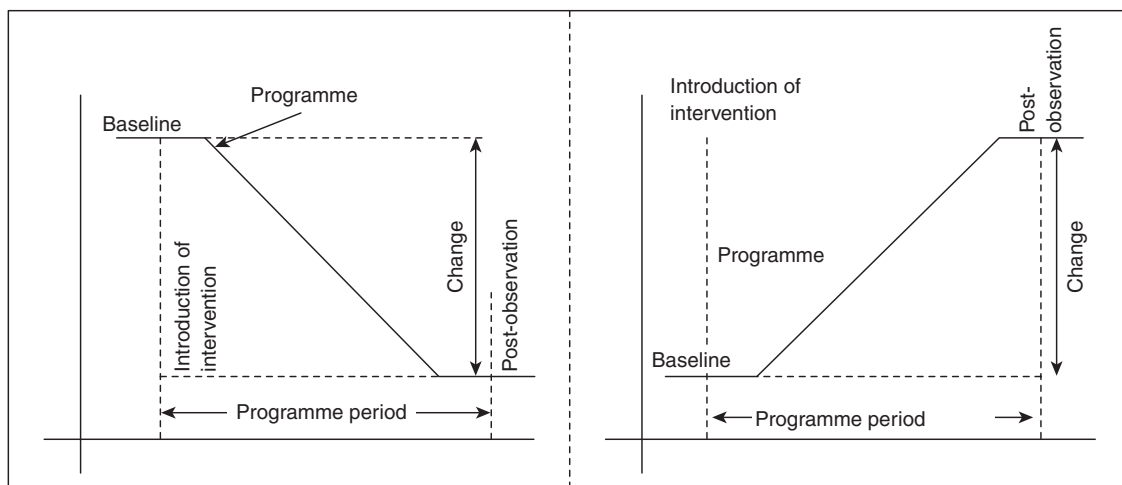 Programme
Baseline
Introduction of
intervention
Change
Post-observation
Programme period
Introduction of
intervention
Post-
observation
Programme
Change
Baseline
Programme period